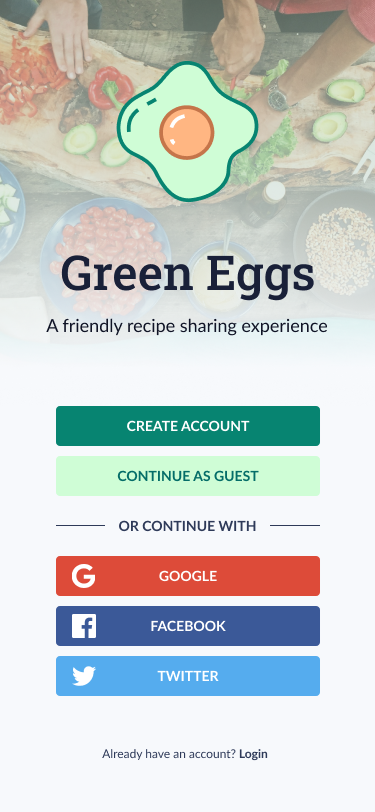 Green Eggs
A friendly recipe sharing experience
CREATE ACCOUNT
CONTINUE AS GUEST
OR CONTINUE WITH
GOOGLE
FACEBOOK
TWITTER
Already have an account? Login